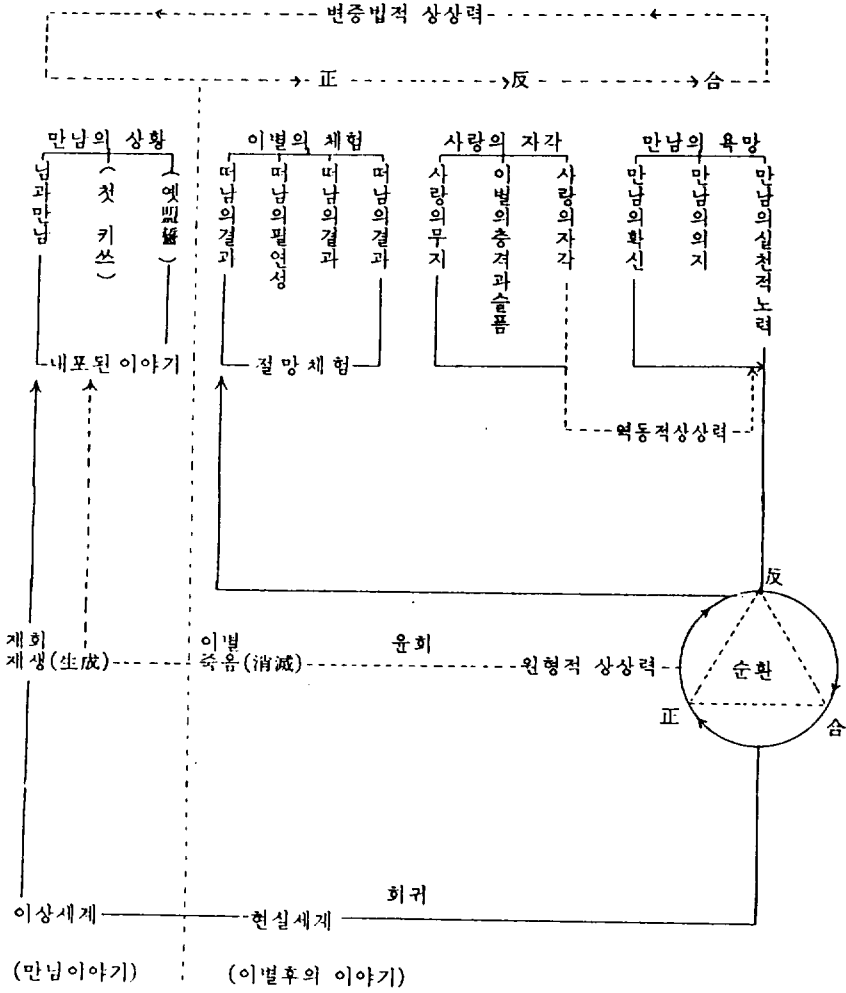 변증법적 상상력
正 反 合
만남의 상황 이별의 체험 사랑의 자각 만남의 욕망
님과만남
(첫 키쓰)
(옛盟誓)
떠남의결과
떠남의필연성
떠남의결과
떠남의결과
사랑의무지
이별의충격과슬픔
사랑의자각
만남의확신
만남의의지
만남의실천적노력
내포된 이야기 절망체험
역동적상상력
反
재회 이별 윤회
재생(生成) 죽음(消滅) 원형적 상상력 순환
正 合
회귀
이상세계 현실세계
(만남이야기) (이별후의 이야기)